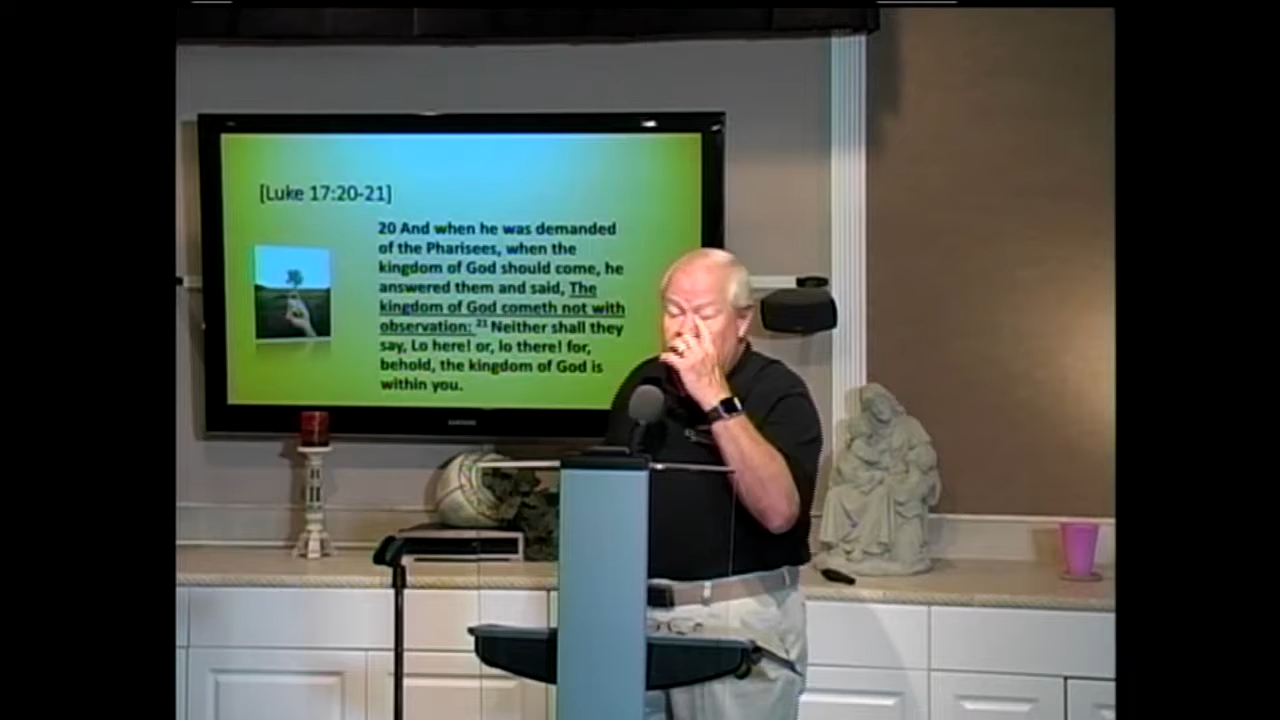 [Luke 17:20-21]
20 And when he was demanded
of the Pharisees, when the
kingdom of God should come, he
answered them and said, The
kingdom of God cometh not with
observation: 21 Neither shall they
say, Lo here! or, lo there! for,
behold, the kingdom of God is
within you.
SAMSUNG